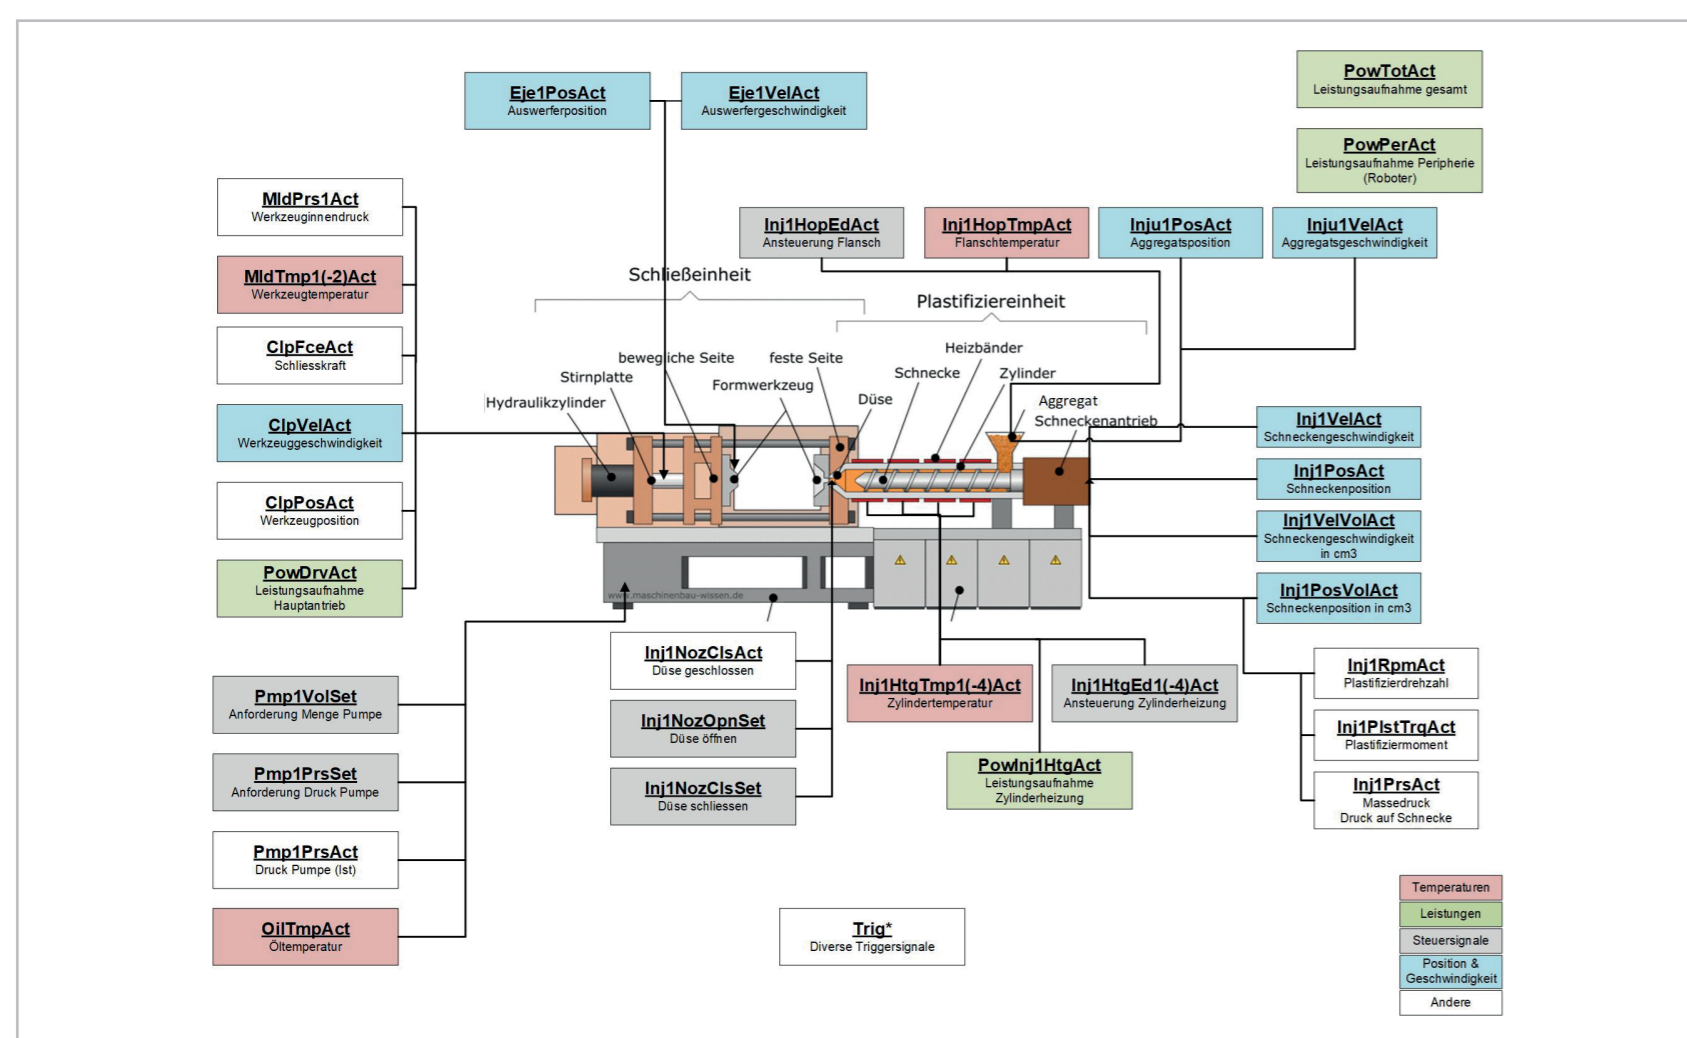 PowTotAct
Leistungsaufnahme gesamt
Eje1PosAct
Auswerferposition
Eje1VelAct
Auswerfergeschwindigkeit
PowPerAct
Leistungsaufnahme Peripherie
(Roboter)
MldPrs1Act
Werkzeuginnendruck
Inj1HopEdAct
Ansteuerung Flansch
Inj1HopTmpAct
Flanschtemperatur
Inju1PosAct
Aggregatsposition
Inju1VelAct
Aggregatsgeschwindigkeit
MldTmp1(-2)Act
Werkzeugtemperatur
Schließeinheit
Plastifiziereinheit
ClpFceAct
Schliesskraft
bewegliche Seite
feste Seite
Heizbänder
Stirnplatte
Formwerkzeug
Schnecke
Zylinder
Hydraulikzylinder
Düse
Aggregat
Schneckenantrieb
ClpVelAct
Werkzeuggeschwindigkeit
Inj1VelAct
Schneckengeschwindigkeit
Inj1PosAct
Schneckenposition
ClpPosAct
Werkzeugposition
Inj1VelVolAct
Schneckengeschwindigkeit
in cm3
PowDrvAct
Leistungsaufnahme
Hauptantrieb
www.maschinenbau-wissen.de
Inj1PosVolAct
Schneckenposition in cm3
Inj1NozClsAct
Düse geschlossen
Inj1HtgTmp1(-4)Act
Zylindertemperatur
Inj1HtgEd1(-4)Act
Ansteuerung Zylinderheizung
Inj1RpmAct
Plastifizierdrehzahl
Pmp1VolSet
Anforderung Menge Pumpe
Inj1NozOpnSet
Düse öffnen
Inj1PlstTrqAct
Plastifiziermoment
Pmp1PrsSet
Anforderung Druck Pumpe
Inj1NozClsSet
Düse schliessen
PowInj1HtgAct
Leistungsaufnahme
Zylinderheizung
Inj1PrsAct
Massedruck
Druck auf Schnecke
Pmp1PrsAct
Druck Pumpe (Ist)
OilTmpAct
Öltemperatur
Trig*
Diverse Triggersignale
Temperaturen
Leistungen
Steuersignale
Position &
Geschwindigkeit
Andere